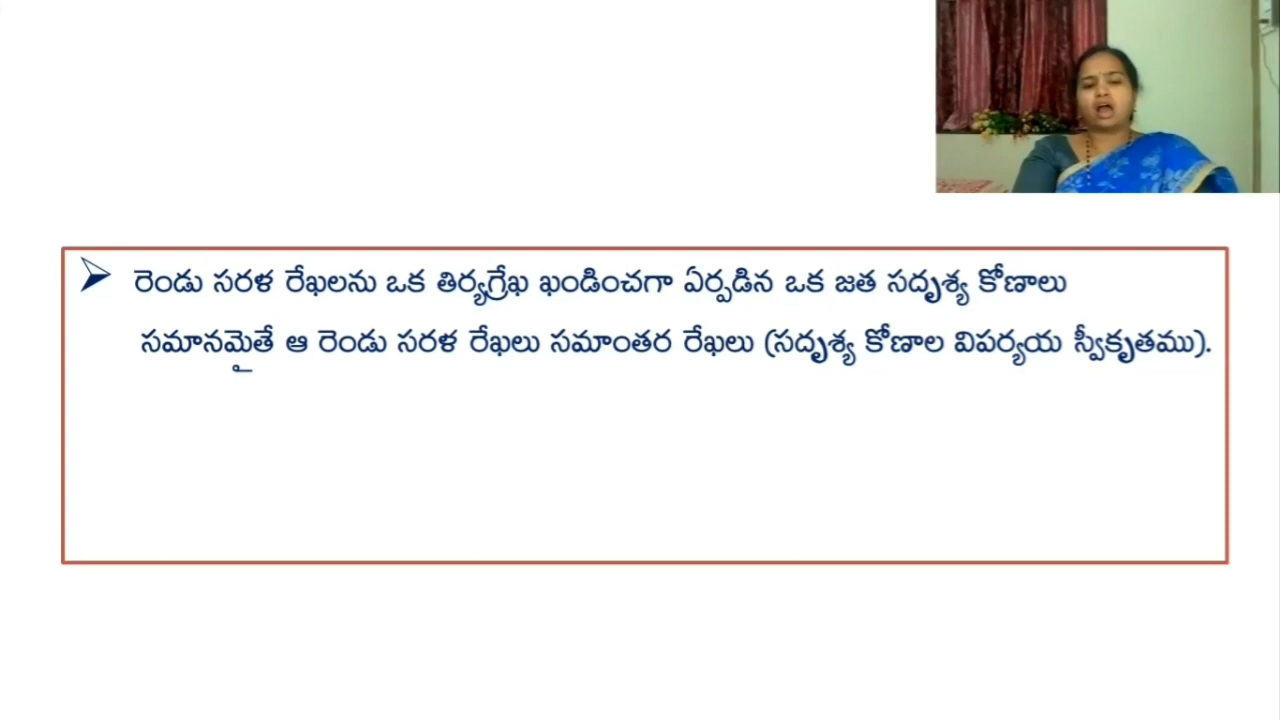 రెండు సరళ రేఖలను ఒక తిర్యగ్రేఖ ఖండించగా ఏర్పడిన ఒక జత సదృశ్య కోణాలు
సమానమైతే ఆ రెండు సరళ రేఖలు సమాంతర రేఖలు (సదృశ్య కోణాల విపర్యయ స్వీకృతము).